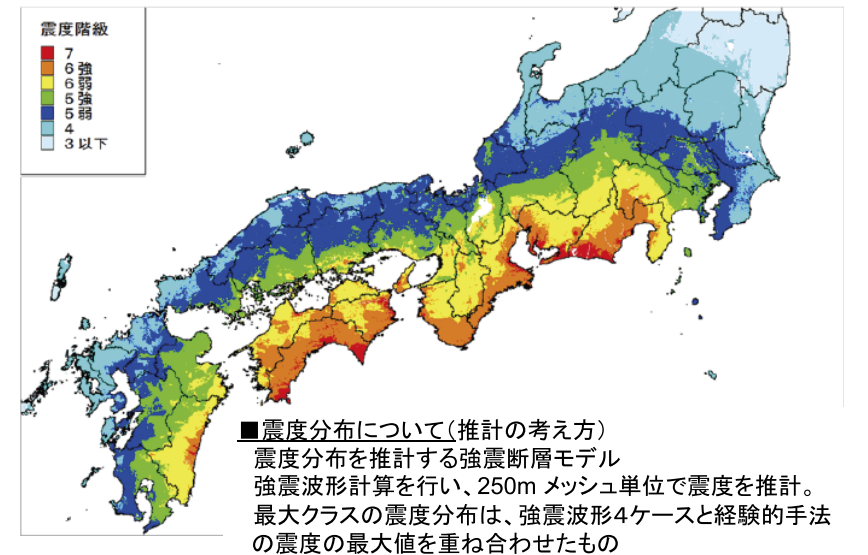 震度階級
7
6強
6弱
5強
5弱
4
3以下
■震度分布について(推計の考え方)
震度分布を推計する強震断層モデル
強震波形計算を行い、250m メッシュ単位で震度を推計。
最大クラスの震度分布は、強震波形4ケースと経験的手法
の震度の最大値を重ね合わせたもの